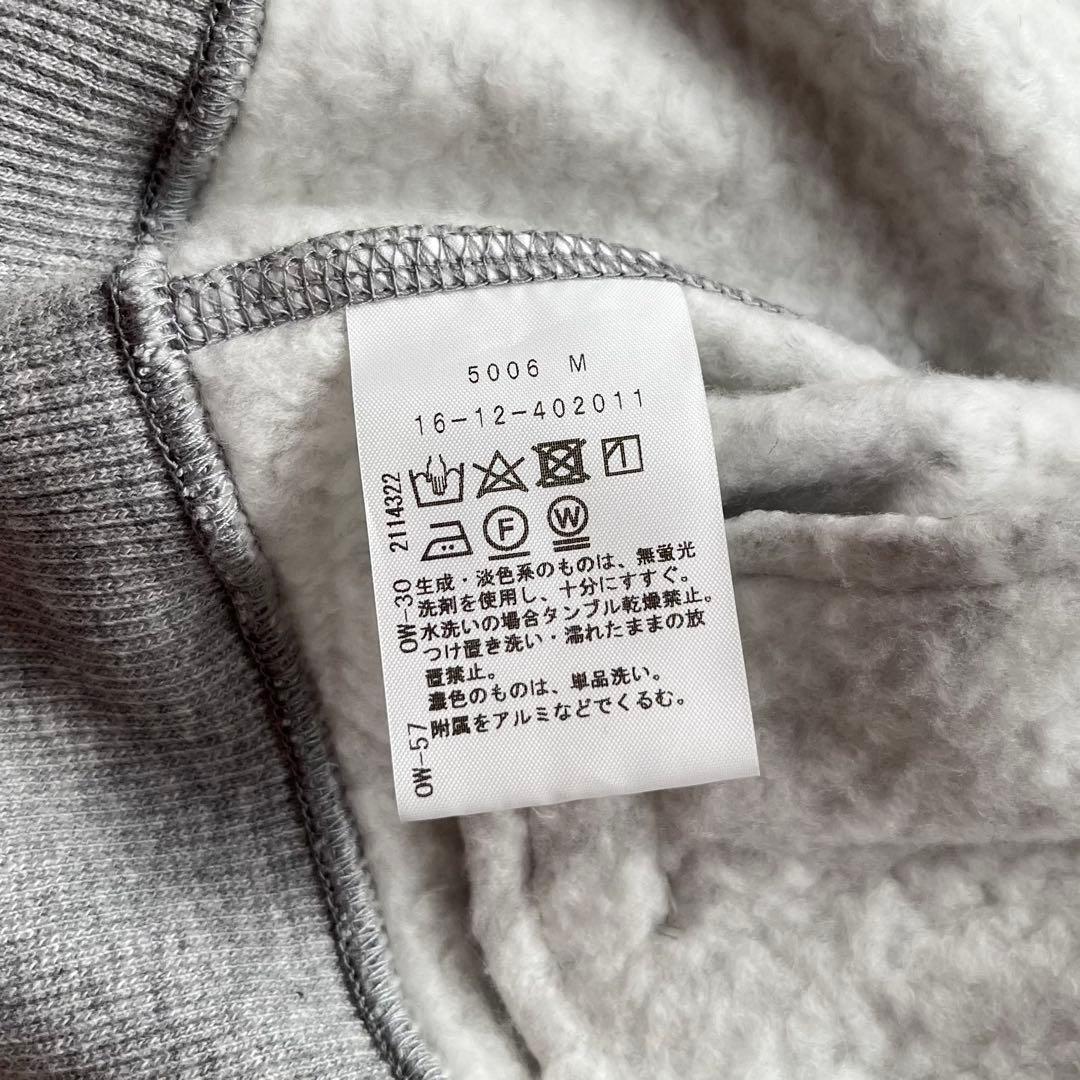 5006 M
16-12-402011
F W
生成・淡色系のものは、無蛍光
洗剤を使用し、十分にすすぐ。
水洗いの場合タンブル乾燥禁止。
つけ置き洗い・濡れたままの放
置禁止。
濃色のものは、単品洗い。
附属をアルミなどでくるむ。
2114322
OW-30
OW-57